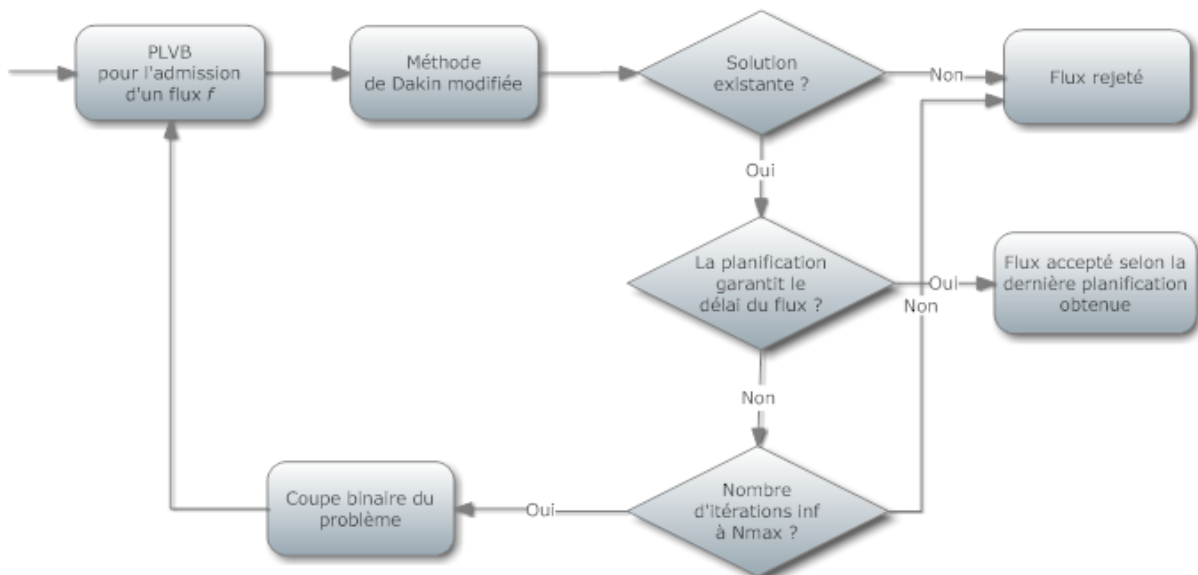 PLVB
pour l'admission
d'un flux f
Méthode
de Dakin modifiée
Solution
existante ?
Non
Flux rejeté
Oui
La planification
garantit le
délai du flux ?
Oui
Non
Flux accepté selon la
dernière planification
obtenue
Non
Coupe binaire du
problème
Oui
Nombre
d'itérations inf
à Nmax ?